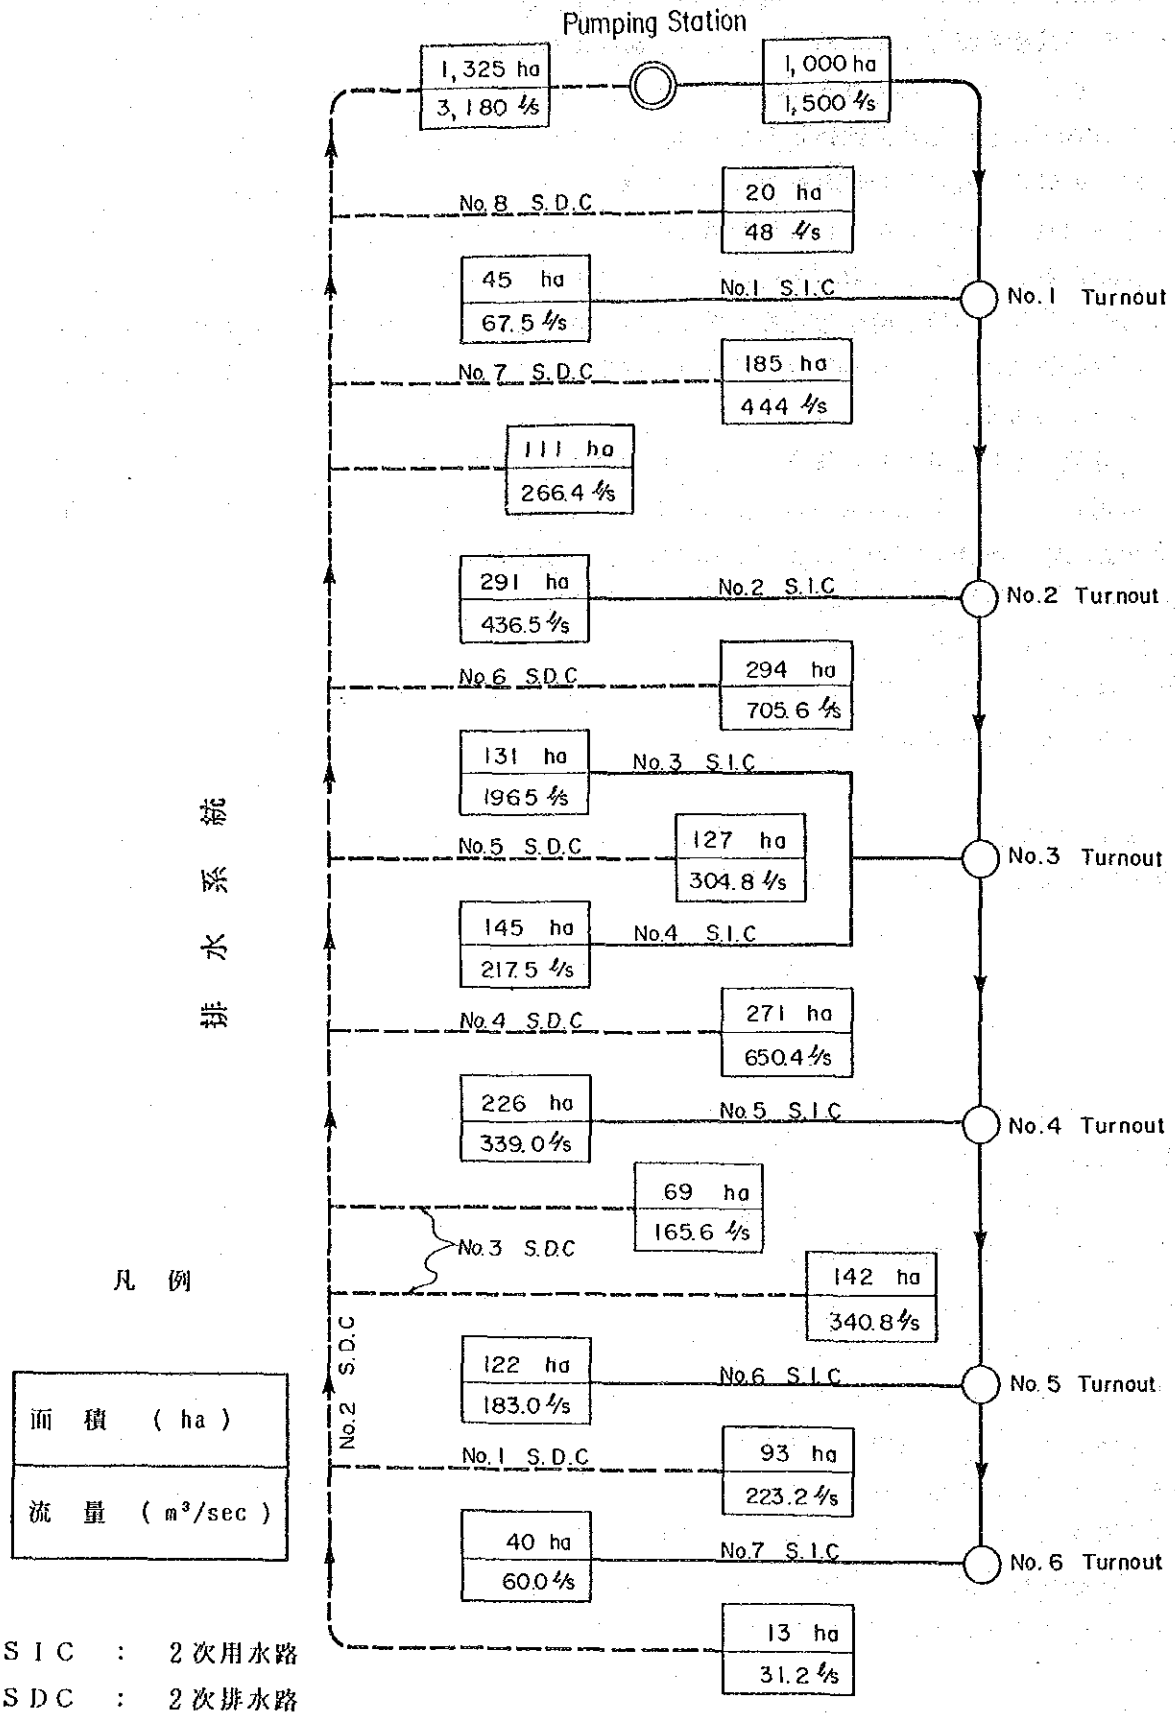 Pumping Station
1,325 ha
3,180 ℓ/s
1,000 ha
1,500 ℓ/s
No.8 S.D.C
20 ha
48 ℓ/s
45 ha
67.5 ℓ/s
No.1 S.I.C
No.1 Turnout
No.7 S.D.C
185 ha
444 ℓ/s
111 ha
266.4 ℓ/s
291 ha
436.5 ℓ/s
No.2 S.I.C
No.2 Turnout
No.6 S.D.C
294 ha
705.6 ℓ/s
131 ha
1965 ℓ/s
No.3 S.I.C
No.5 S.D.C
127 ha
304.8 ℓ/s
No.3 Turnout
145 ha
217.5 ℓ/s
No.4 S.I.C
排水系統
No.4 S.D.C
271 ha
650.4 ℓ/s
226 ha
339.0 ℓ/s
No.5 S.I.C
No.4 Turnout
69 ha
165.6 ℓ/s
No.3 S.D.C
142 ha
340.8 ℓ/s
No.2 S.D.C
122 ha
183.0 ℓ/s
No.6 S.I.C
No.5 Turnout
No.1 S.D.C
93 ha
223.2 ℓ/s
40 ha
60.0 ℓ/s
No.7 S.I.C
No.6 Turnout
13 ha
31.2 ℓ/s
凡例
面積 ( ha )
流量 ( m³/sec )
SIC : 2次用水路
SDC : 2次排水路